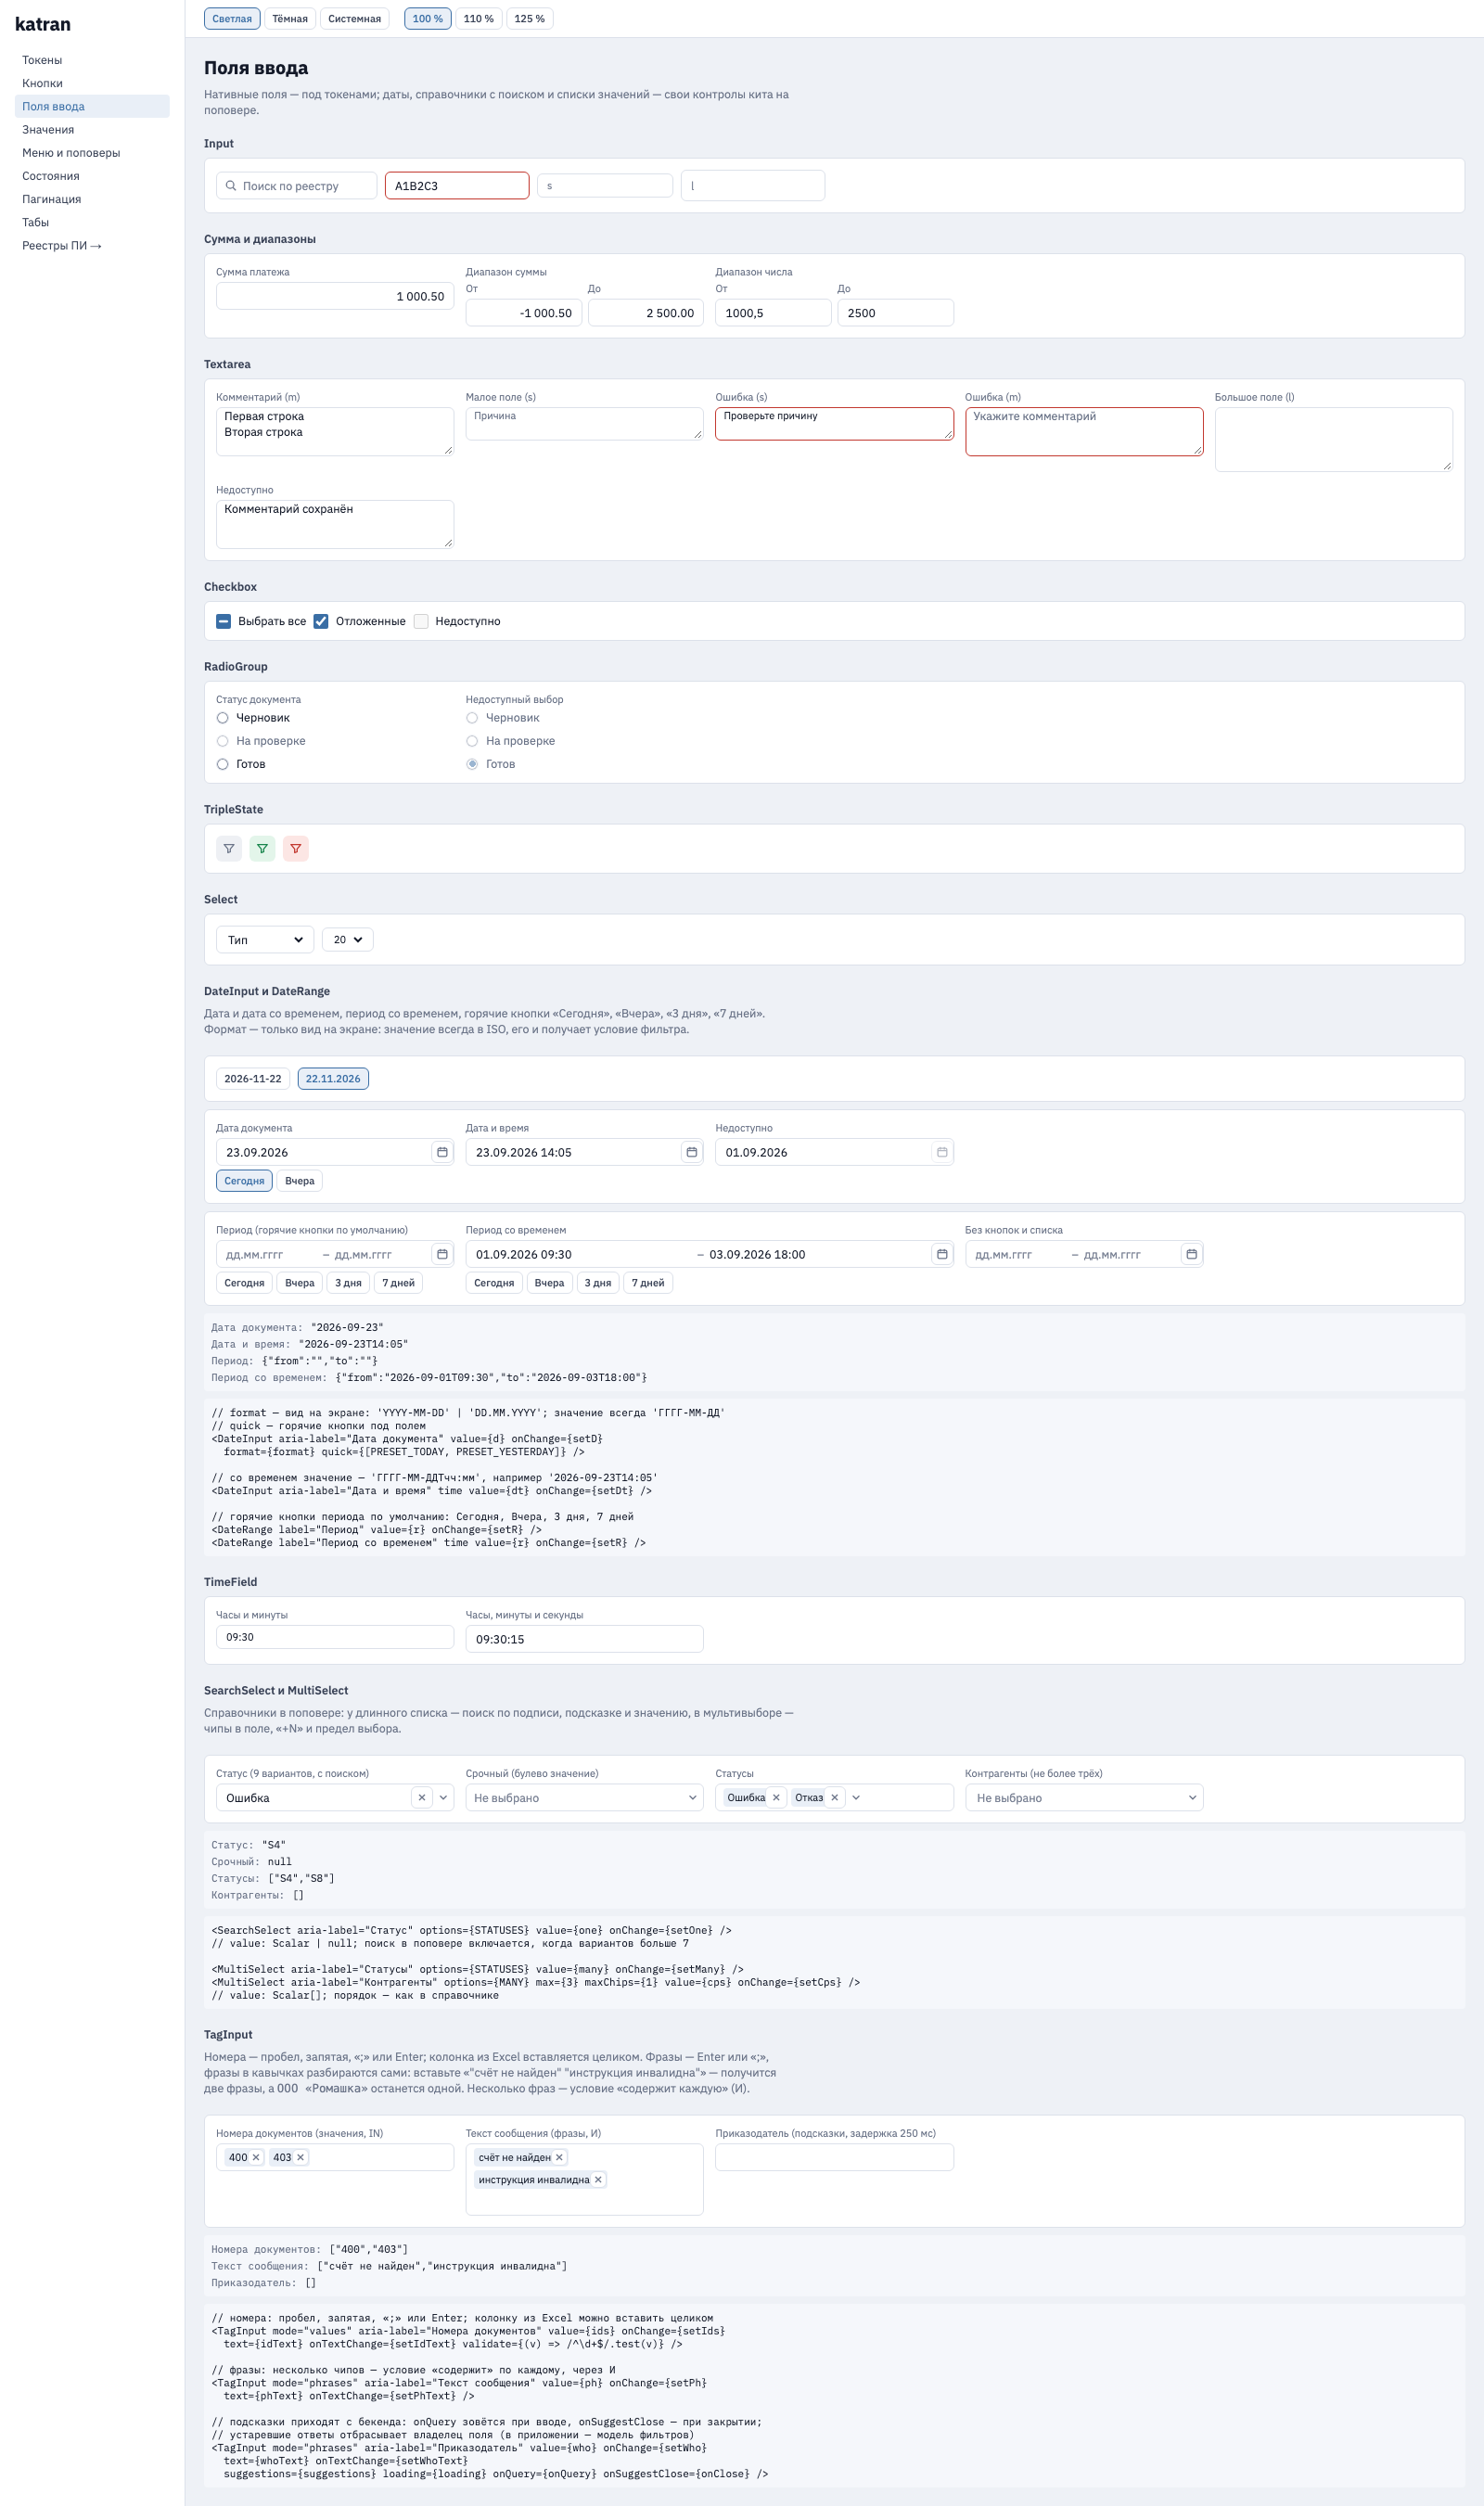 katran
Светлая Тёмная Системная 100 % 110 % 125 %
Токены
Кнопки
Поля ввода
Значения
Меню и поповеры
Состояния
Пагинация
Табы
Реестры ПИ →
Поля ввода
Нативные поля — под токенами; даты, справочники с поиском и списки значений — свои контролы кита на
поповере.
Input
Поиск по реестру A1B2C3 s l
Сумма и диапазоны
Сумма платежа Диапазон суммы Диапазон числа
От До От До
1 000.50 -1 000.50 2 500.00 1000,5 2500
Textarea
Комментарий (m) Малое поле (s) Ошибка (s) Ошибка (m) Большое поле (l)
Первая строка Причина Проверьте причину Укажите комментарий
Вторая строка
Недоступно
Комментарий сохранён
Checkbox
Выбрать все Отложенные Недоступно
RadioGroup
Статус документа Недоступный выбор
Черновик Черновик
На проверке На проверке
Готов Готов
TripleState
Select
Тип 20
DateInput и DateRange
Дата и дата со временем, период со временем, горячие кнопки «Сегодня», «Вчера», «3 дня», «7 дней».
Формат — только вид на экране: значение всегда в ISO, его и получает условие фильтра.
2026-11-22 22.11.2026
Дата документа Дата и время Недоступно
23.09.2026 23.09.2026 14:05 01.09.2026
Сегодня Вчера
Период (горячие кнопки по умолчанию) Период со временем Без кнопок и списка
дд.мм.гггг – дд.мм.гггг 01.09.2026 09:30 – 03.09.2026 18:00 дд.мм.гггг – дд.мм.гггг
Сегодня Вчера 3 дня 7 дней Сегодня Вчера 3 дня 7 дней
Дата документа: "2026-09-23"
Дата и время: "2026-09-23T14:05"
Период: {"from":"","to":""}
Период со временем: {"from":"2026-09-01T09:30","to":"2026-09-03T18:00"}
// format — вид на экране: 'YYYY-MM-DD' | 'DD.MM.YYYY'; значение всегда 'ГГГГ-ММ-ДД'
// quick — горячие кнопки под полем
<DateInput aria-label="Дата документа" value={d} onChange={setD}
format={format} quick={[PRESET_TODAY, PRESET_YESTERDAY]} />
// со временем значение — 'ГГГГ-ММ-ДДTчч:мм', например '2026-09-23T14:05'
<DateInput aria-label="Дата и время" time value={dt} onChange={setDt} />
// горячие кнопки периода по умолчанию: Сегодня, Вчера, 3 дня, 7 дней
<DateRange label="Период" value={r} onChange={setR} />
<DateRange label="Период со временем" time value={r} onChange={setR} />
TimeField
Часы и минуты Часы, минуты и секунды
09:30 09:30:15
SearchSelect и MultiSelect
Справочники в поповере: у длинного списка — поиск по подписи, подсказке и значению, в мультивыборе —
чипы в поле, «+N» и предел выбора.
Статус (9 вариантов, с поиском) Срочный (булево значение) Статусы Контрагенты (не более трёх)
Ошибка Не выбрано Ошибка Отказ Не выбрано
Статус: "S4"
Срочный: null
Статусы: ["S4","S8"]
Контрагенты: []
<SearchSelect aria-label="Статус" options={STATUSES} value={one} onChange={setOne} />
// value: Scalar | null; поиск в поповере включается, когда вариантов больше 7
<MultiSelect aria-label="Статусы" options={STATUSES} value={many} onChange={setMany} />
<MultiSelect aria-label="Контрагенты" options={MANY} max={3} maxChips={1} value={cps} onChange={setCps} />
// value: Scalar[]; порядок — как в справочнике
TagInput
Номера — пробел, запятая, «;» или Enter; колонка из Excel вставляется целиком. Фразы — Enter или «;»,
фразы в кавычках разбираются сами: вставьте «"счёт не найден" "инструкция инвалидна"» — получится
две фразы, а ООО «Ромашка» останется одной. Несколько фраз — условие «содержит каждую» (И).
Номера документов (значения, IN) Текст сообщения (фразы, И) Приказодатель (подсказки, задержка 250 мс)
400 403 счёт не найден
инструкция инвалидна
Номера документов: ["400","403"]
Текст сообщения: ["счёт не найден","инструкция инвалидна"]
Приказодатель: []
// номера: пробел, запятая, «;» или Enter; колонку из Excel можно вставить целиком
<TagInput mode="values" aria-label="Номера документов" value={ids} onChange={setIds}
text={idText} onTextChange={setIdText} validate={(v) => /^\d+$/.test(v)} />
// фразы: несколько чипов — условие «содержит» по каждому, через И
<TagInput mode="phrases" aria-label="Текст сообщения" value={ph} onChange={setPh}
text={phText} onTextChange={setPhText} />
// подсказки приходят с бекенда: onQuery зовётся при вводе, onSuggestClose — при закрытии;
// устаревшие ответы отбрасывает владелец поля (в приложении — модель фильтров)
<TagInput mode="phrases" aria-label="Приказодатель" value={who} onChange={setWho}
text={whoText} onTextChange={setWhoText}
suggestions={suggestions} loading={loading} onQuery={onQuery} onSuggestClose={onClose} />